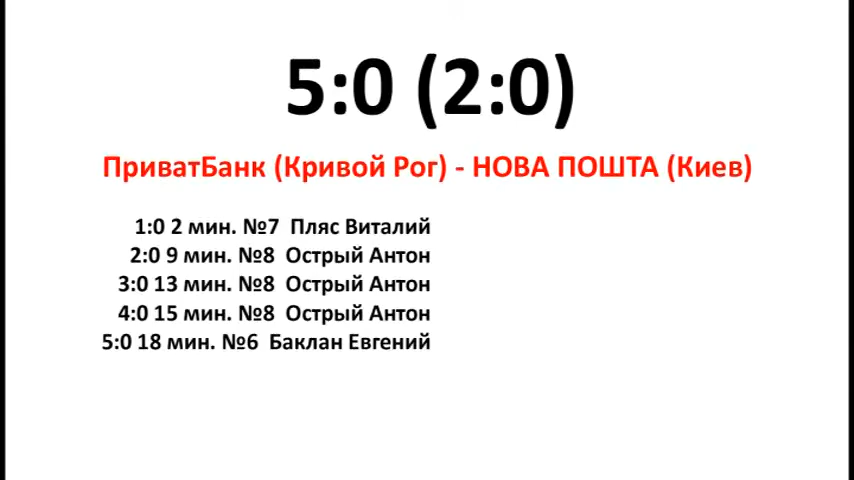 5:0 (2:0)
ПриватБанк (Кривой Рог) - НОВА ПОШТА (Киев)
1:0 2 мин. №7 Пляс Виталий
2:0 9 мин. №8 Острый Антон
3:0 13 мин. №8 Острый Антон
4:0 15 мин. №8 Острый Антон
5:0 18 мин. №6 Баклан Евгений